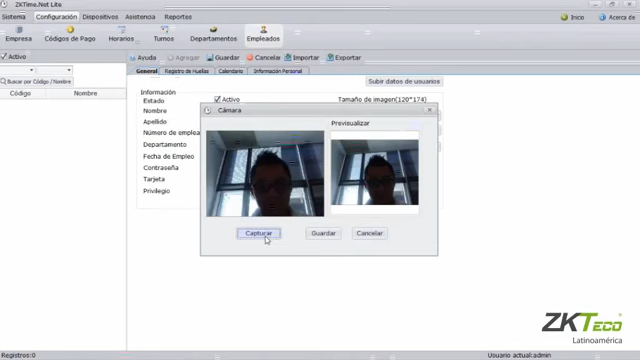 ZKTime.Net Lite
Sistema Configuración Dispositivos Asistencia Reportes
Inicio Acerca de
Empresa Códigos de Pago Horarios Turnos Departamentos Empleados
Activo
Ayuda Agregar Guardar Cancelar Importar Exportar
General Registro de Huellas Calendario Información Personal
Buscar por Código / Nombre
Subir datos de usuarios
Código Nombre
Información
Estado Activo Tamaño de imagen(120*174)
Nombre
Apellido
Número de emplea
Departamento
Fecha de Empleo
Contraseña
Tarjeta
Privilegio
Cámara
Previsualizar
Capturar Guardar Cancelar
ZKTeco
Latinoamérica
Registros:0
Usuario actual:admin